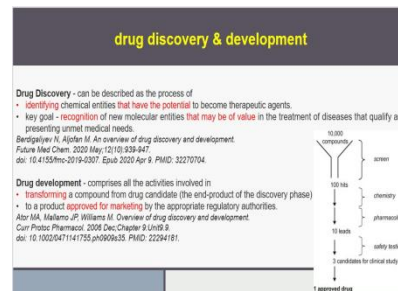 drug discovery & development
Drug Discovery - can be described as the process of
• identifying chemical entities that have the potential to become therapeutic agents.
• key goal - recognition of new molecular entities that may be of value in the treatment of diseases that qualify a
presenting unmet medical needs.
Berdigaliyev N, Aljofan M. An overview of drug discovery and development.
Future Med Chem. 2020 May;12(10):939-947.
doi: 10.4155/fmc-2019-0307. Epub 2020 Apr 9. PMID: 32270704.
Drug development - comprises all the activities involved in
• transforming a compound from drug candidate (the end-product of the discovery phase)
• to a product approved for marketing by the appropriate regulatory authorities.
Ator MA, Mallamo JP, Williams M. Overview of drug discovery and development.
Curr Protoc Pharmacol. 2006 Dec;Chapter 9:Unit9.9.
doi: 10.1002/0471141755.ph0909s35. PMID: 22294181.
10,000
compounds
screen
100 hits
chemistry
pharmacol
10 leads
safety teste
3 candidates for clinical study
1 approved drug